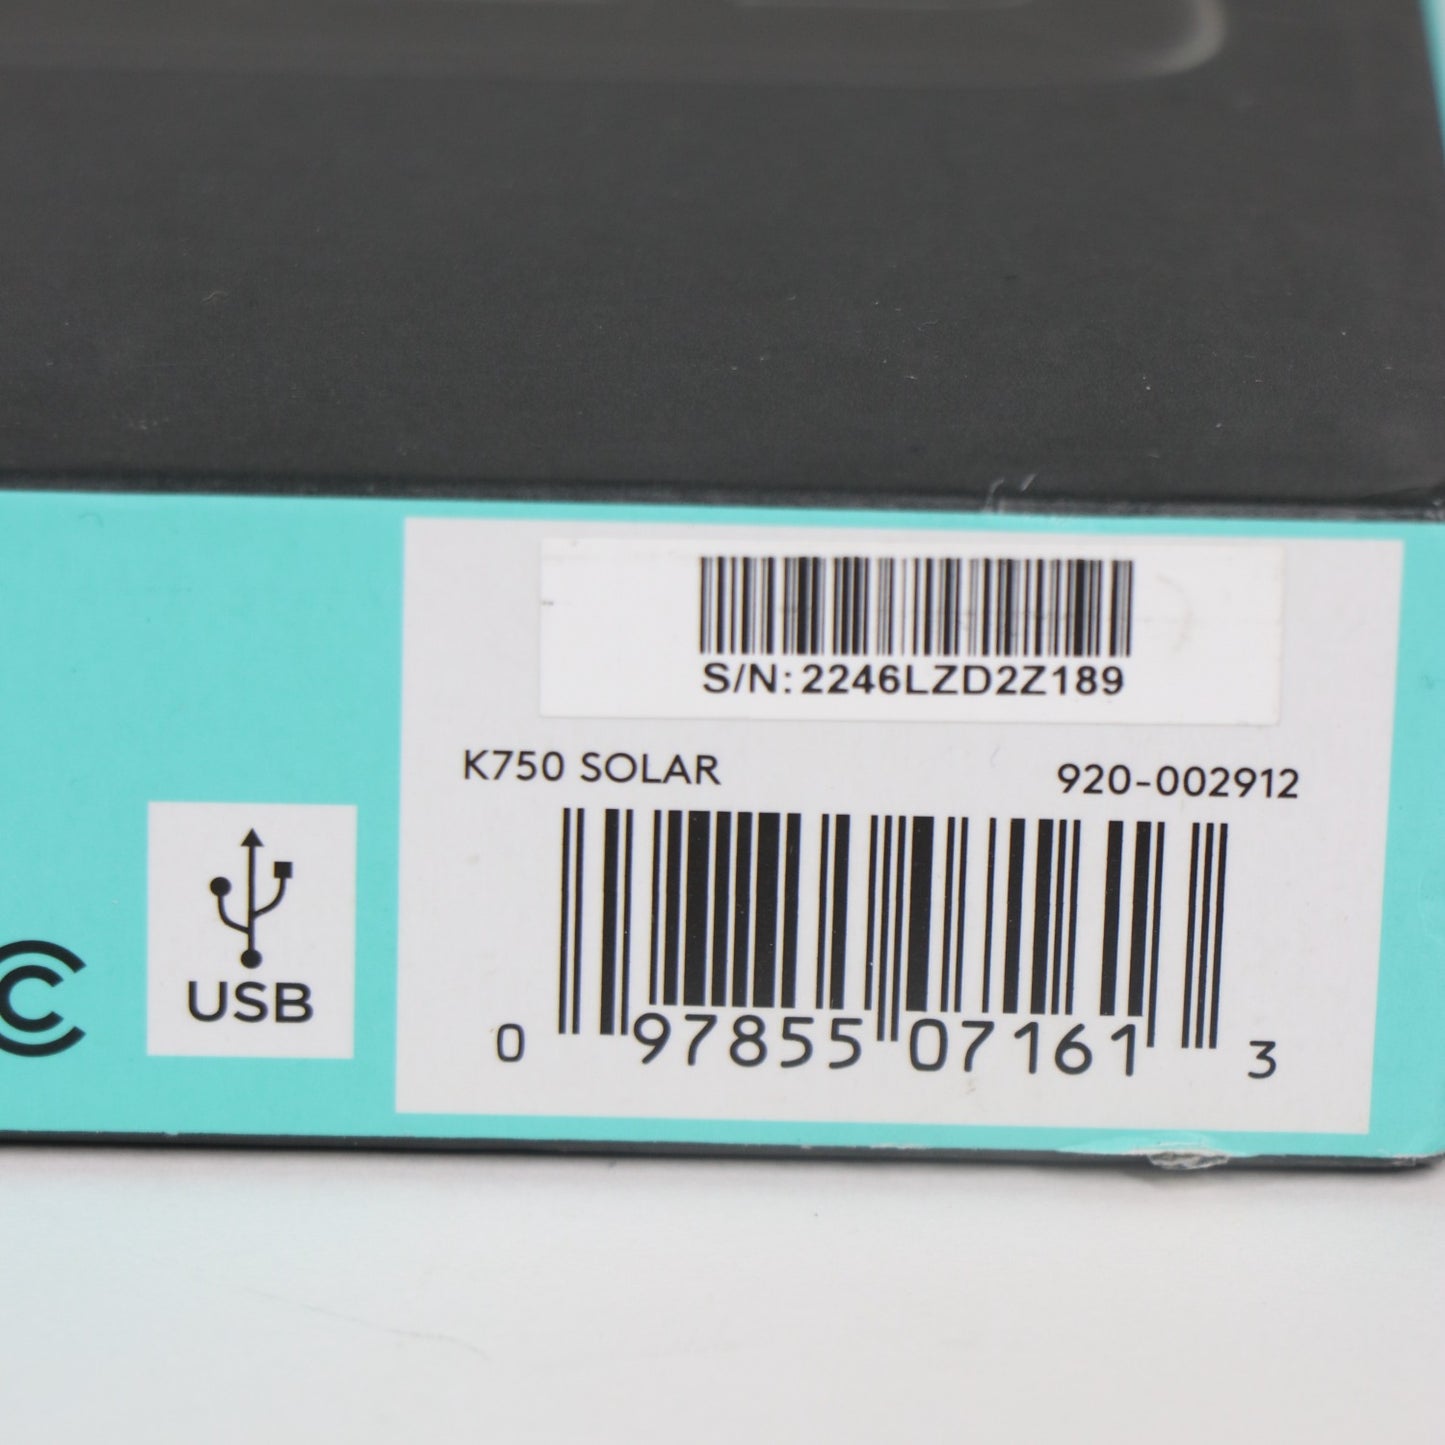 S/N: 2246LZD2Z189
K750 SOLAR 920-002912
USB
0 97855 07161 3